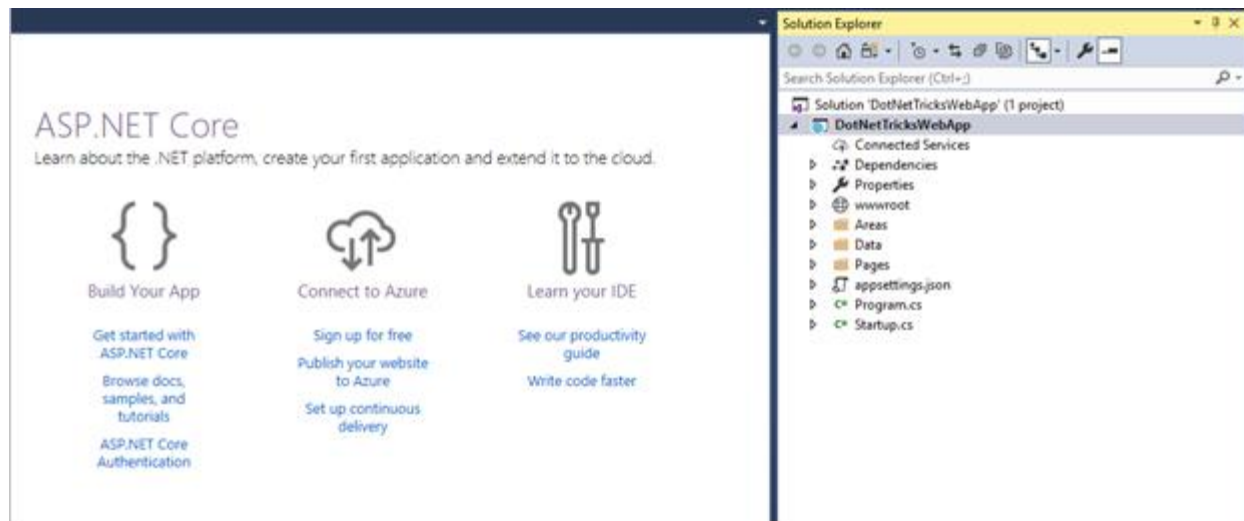 Solution Explorer
Search Solution Explorer (Ctrl+;)
Solution 'DotNetTricksWebApp' (1 project)
DotNetTricksWebApp
Connected Services
Dependencies
Properties
wwwroot
Areas
Data
Pages
appsettings.json
C# Program.cs
C# Startup.cs
ASP.NET Core
Learn about the .NET platform, create your first application and extend it to the cloud.
Build Your App
Get started with
ASP.NET Core
Browse docs,
samples, and
tutorials
ASP.NET Core
Authentication
Connect to Azure
Sign up for free
Publish your website
to Azure
Set up continuous
delivery
Learn your IDE
See our productivity
guide
Write code faster